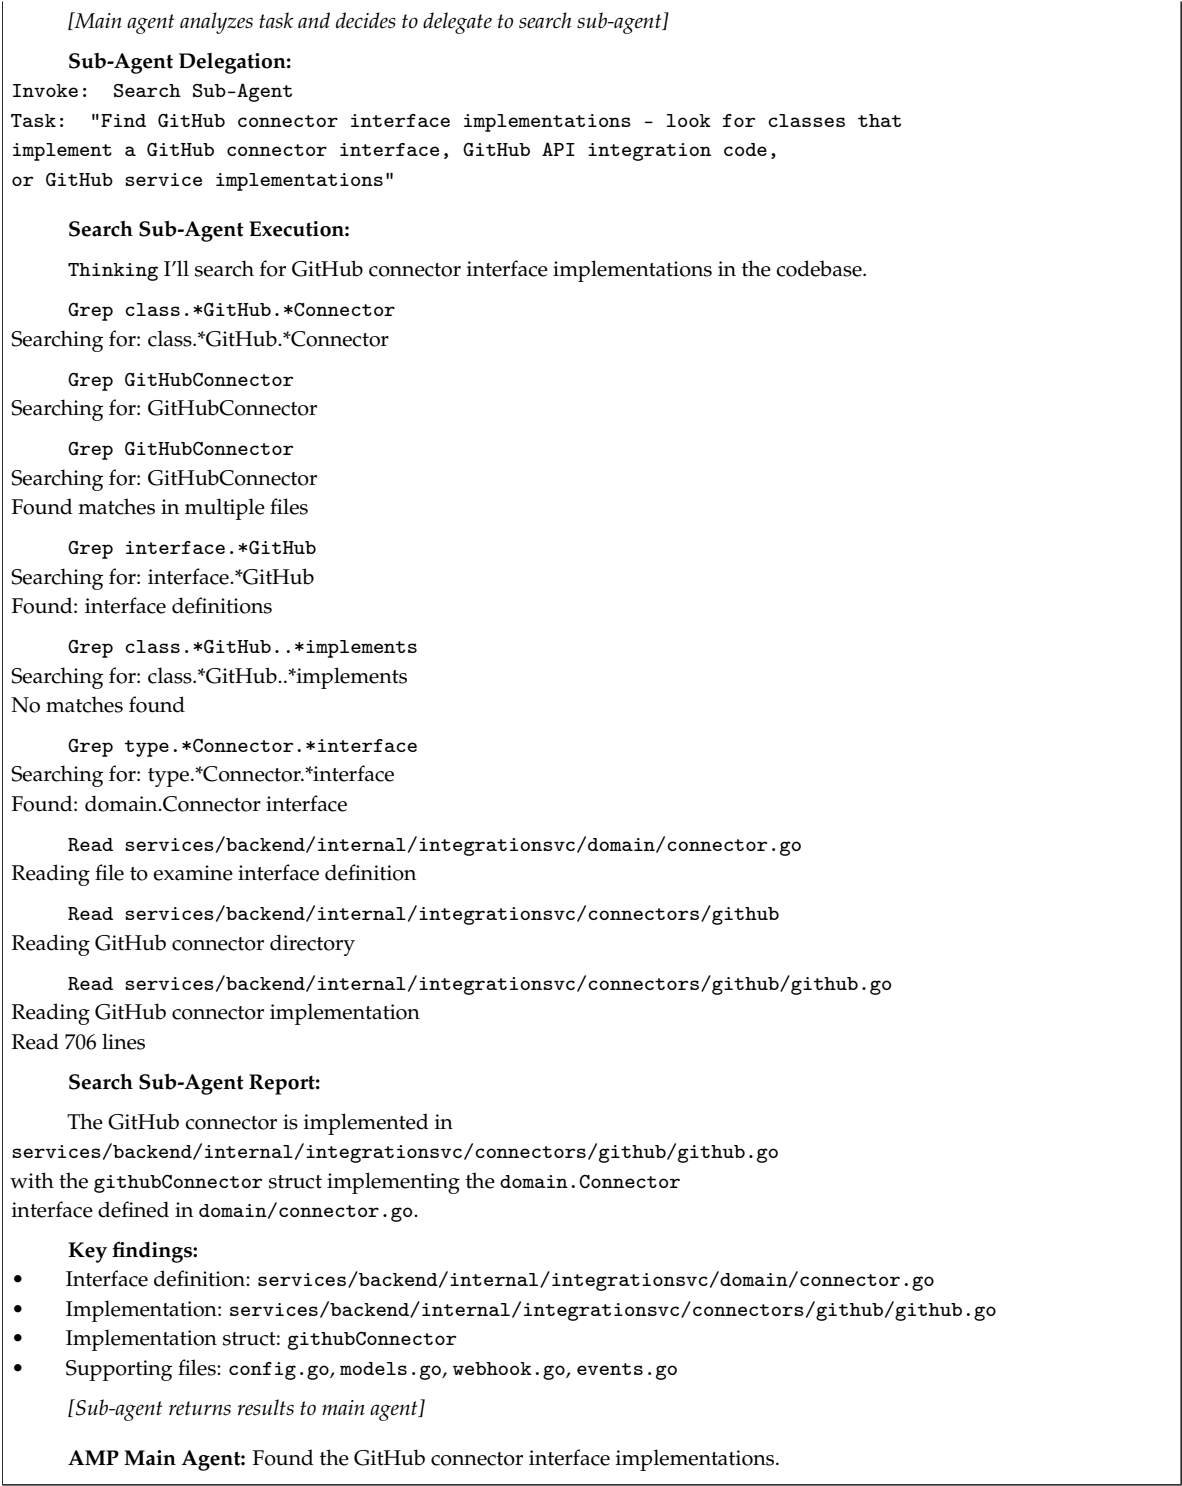 [Main agent analyzes task and decides to delegate to search sub-agent]
Sub-Agent Delegation:
Invoke: Search Sub-Agent
Task: "Find GitHub connector interface implementations - look for classes that
implement a GitHub connector interface, GitHub API integration code,
or GitHub service implementations"
Search Sub-Agent Execution:
Thinking I'll search for GitHub connector interface implementations in the codebase.
Grep class.*GitHub.*Connector
Searching for: class.*GitHub.*Connector
Grep GitHubConnector
Searching for: GitHubConnector
Grep GitHubConnector
Searching for: GitHubConnector
Found matches in multiple files
Grep interface.*GitHub
Searching for: interface.*GitHub
Found: interface definitions
Grep class.*GitHub..*implements
Searching for: class.*GitHub..*implements
No matches found
Grep type.*Connector.*interface
Searching for: type.*Connector.*interface
Found: domain.Connector interface
Read services/backend/internal/integrationsvc/domain/connector.go
Reading file to examine interface definition
Read services/backend/internal/integrationsvc/connectors/github
Reading GitHub connector directory
Read services/backend/internal/integrationsvc/connectors/github/github.go
Reading GitHub connector implementation
Read 706 lines
Search Sub-Agent Report:
The GitHub connector is implemented in
services/backend/internal/integrationsvc/connectors/github/github.go
with the githubConnector struct implementing the domain.Connector
interface defined in domain/connector.go.
Key findings:
• Interface definition: services/backend/internal/integrationsvc/domain/connector.go
• Implementation: services/backend/internal/integrationsvc/connectors/github/github.go
• Implementation struct: githubConnector
• Supporting files: config.go, models.go, webhook.go, events.go
[Sub-agent returns results to main agent]
AMP Main Agent: Found the GitHub connector interface implementations.